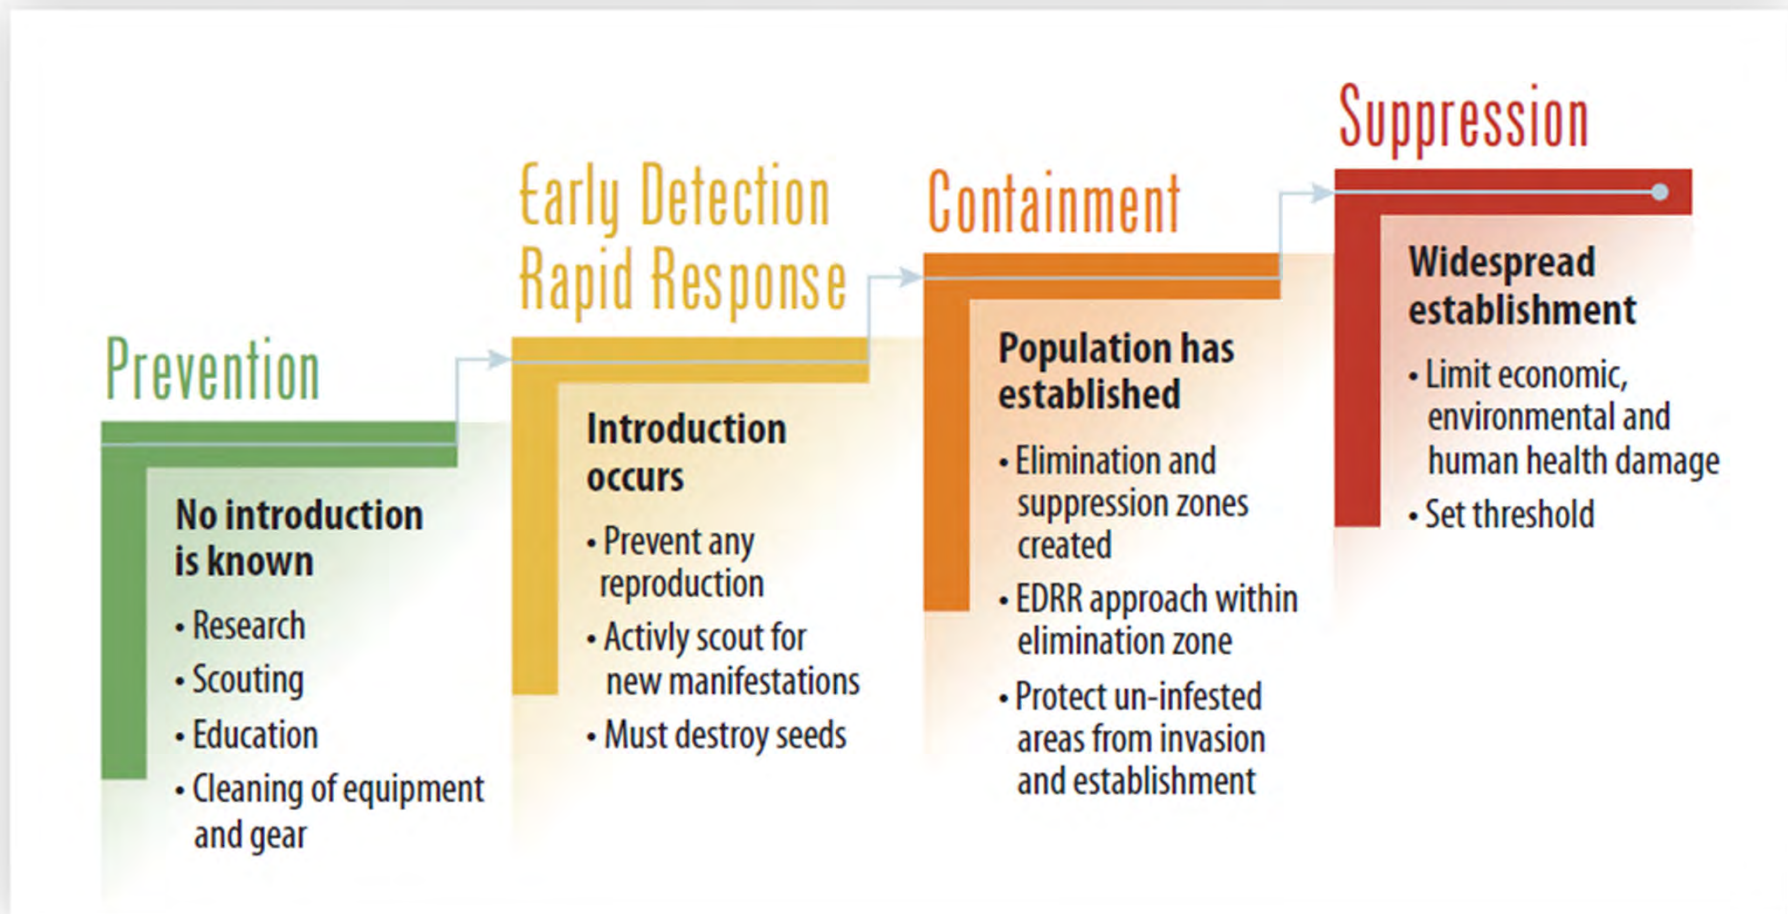 Prevention
No introduction
is known
• Research
• Scouting
• Education
• Cleaning of equipment
and gear
Early Detection
Rapid Response
Introduction
occurs
• Prevent any
reproduction
• Activly scout for
new manifestations
• Must destroy seeds
Containment
Population has
established
• Elimination and
suppression zones
created
• EDRR approach within
elimination zone
• Protect un-infested
areas from invasion
and establishment
Suppression
Widespread
establishment
• Limit economic,
environmental and
human health damage
• Set threshold